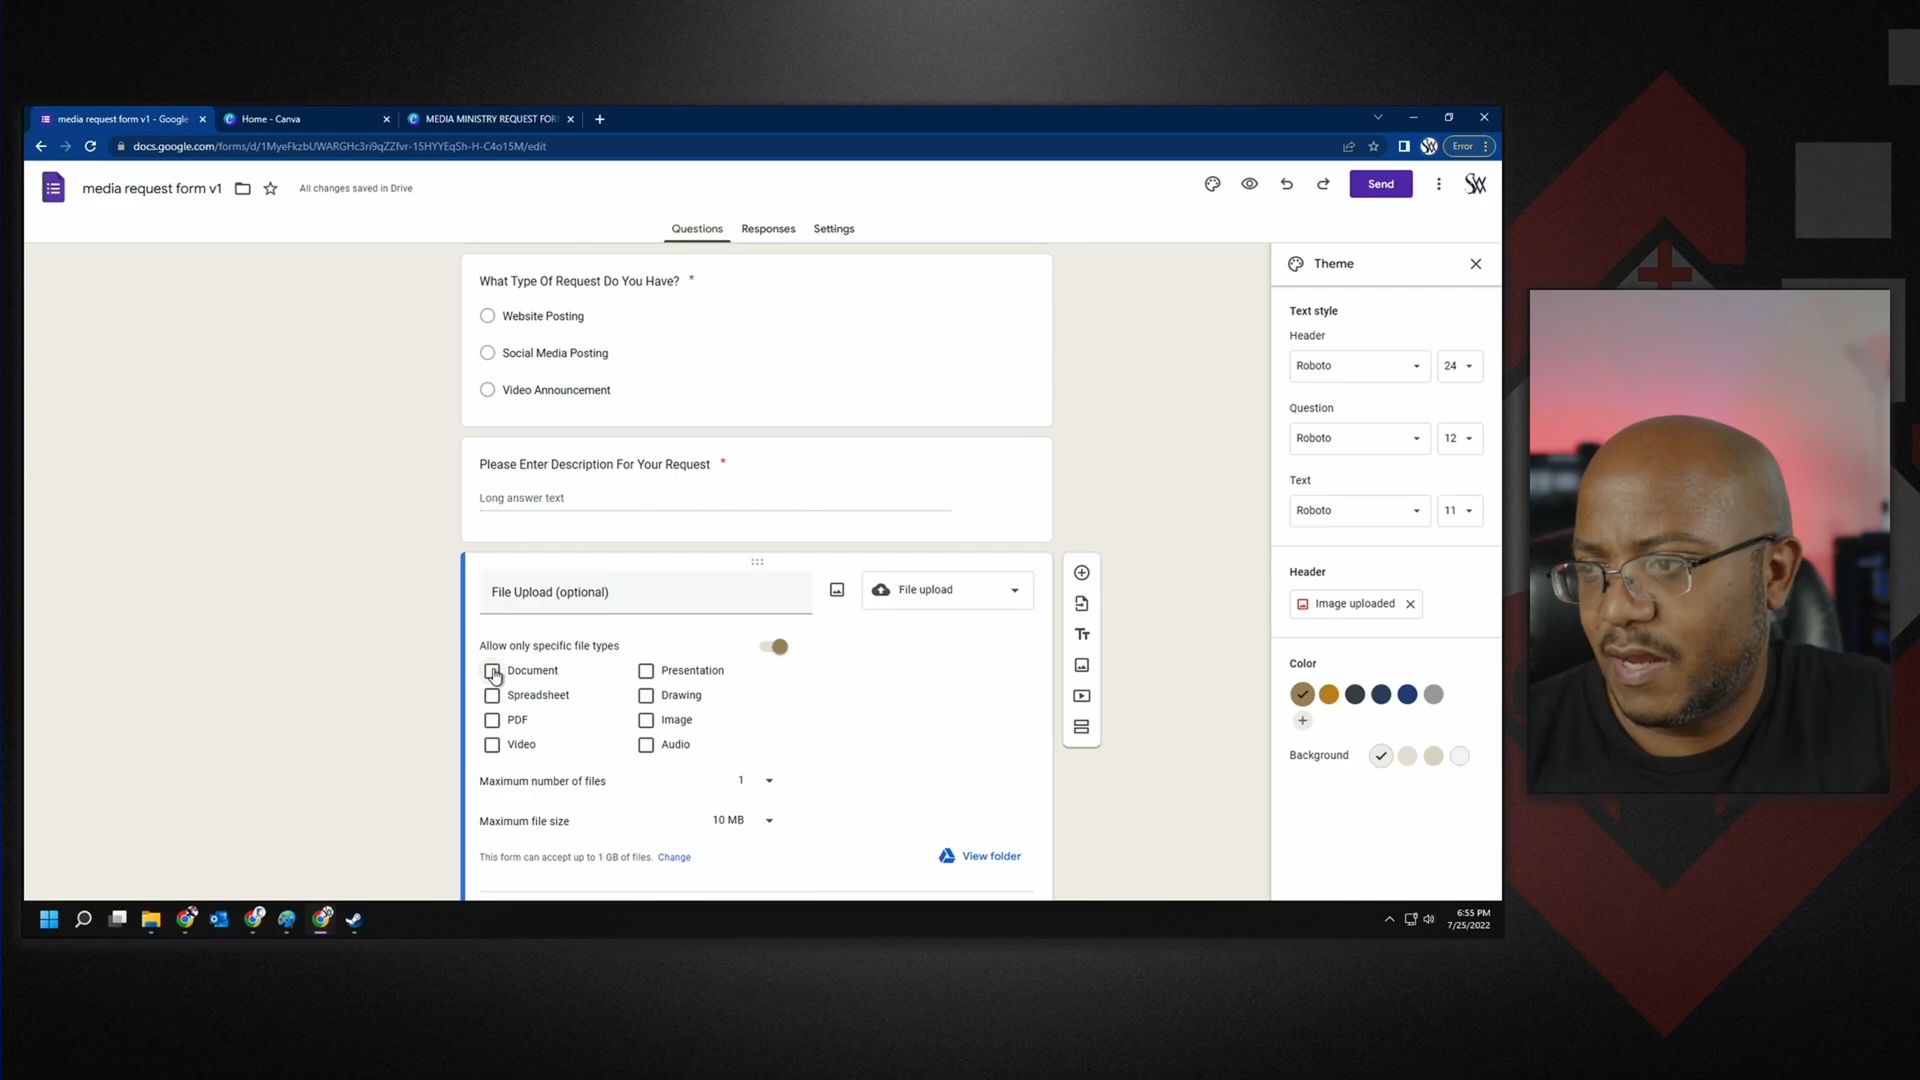 media request form v1 - Google
Home - Canva
MEDIA MINISTRY REQUEST FOR
docs.google.com/forms/d/1MyeFkzbUWARGHc3ri9qZZfvr-15HYYEqSh-H-C4o15M/edit
Error
media request form v1
All changes saved in Drive
Send
Questions
Responses
Settings
What Type Of Request Do You Have? *
Website Posting
Social Media Posting
Video Announcement
Please Enter Description For Your Request *
Long answer text
File Upload (optional)
File upload
Allow only specific file types
Document
Presentation
Spreadsheet
Drawing
PDF
Image
Video
Audio
Maximum number of files
1
Maximum file size
10 MB
This form can accept up to 1 GB of files. Change
View folder
Tт
Theme
Text style
Header
Roboto
24
Question
Roboto
12
Text
Roboto
11
Header
Image uploaded
Color
Background
6:55 PM
7/25/2022